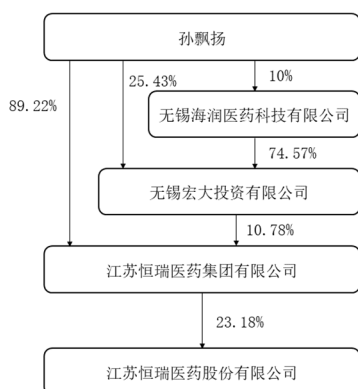 孙飘扬
25.43%
10%
89.22%
无锡海润医药科技有限公司
74.57%
无锡宏大投资有限公司
10.78%
江苏恒瑞医药集团有限公司
23.18%
江苏恒瑞医药股份有限公司